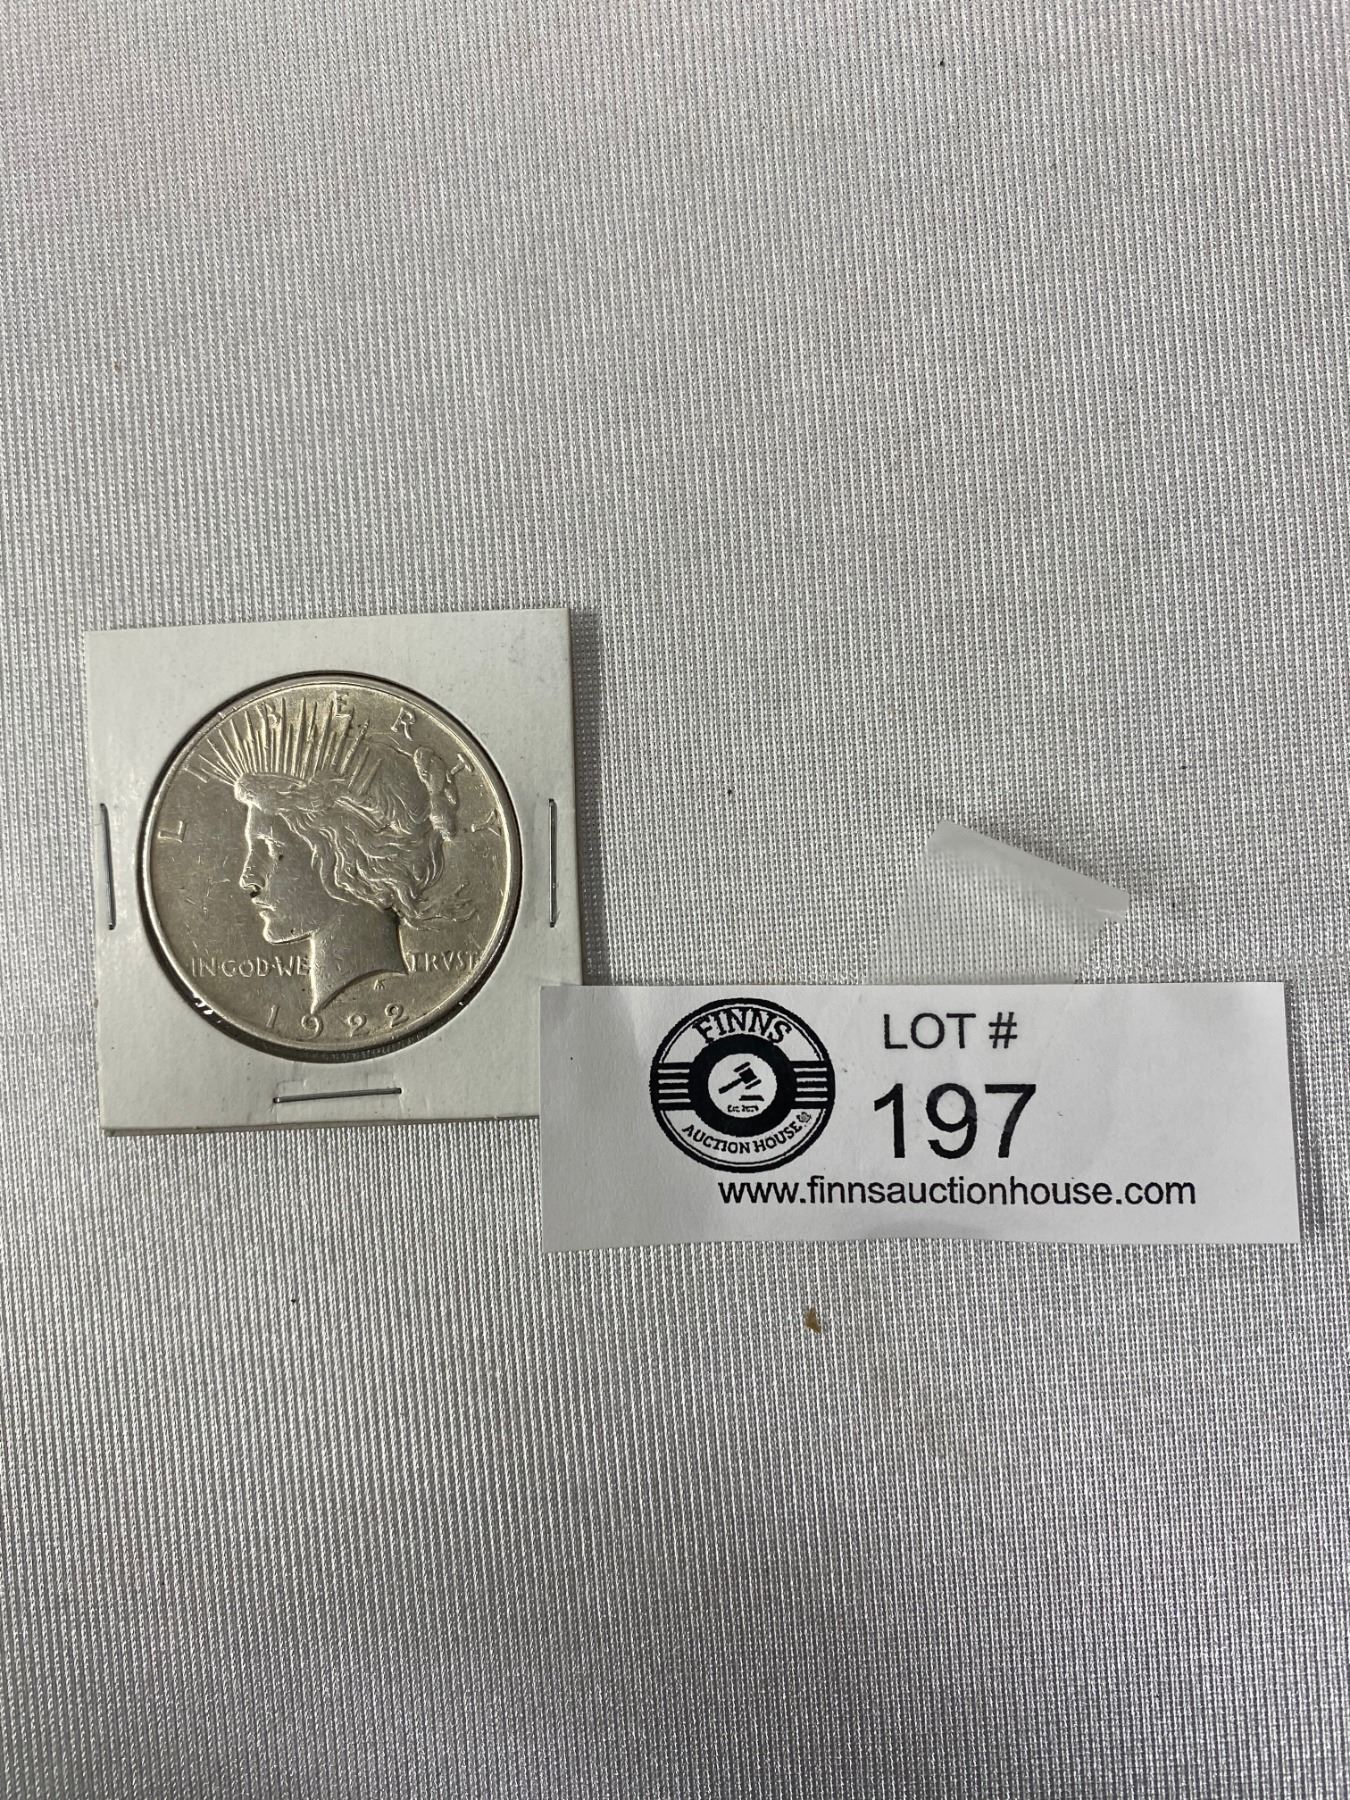 LIBERTY
IN GOD·WE TRVST
1922
FINNS
AUCTION HOUSE
LOT #
197
www.finnsauctionhouse.com